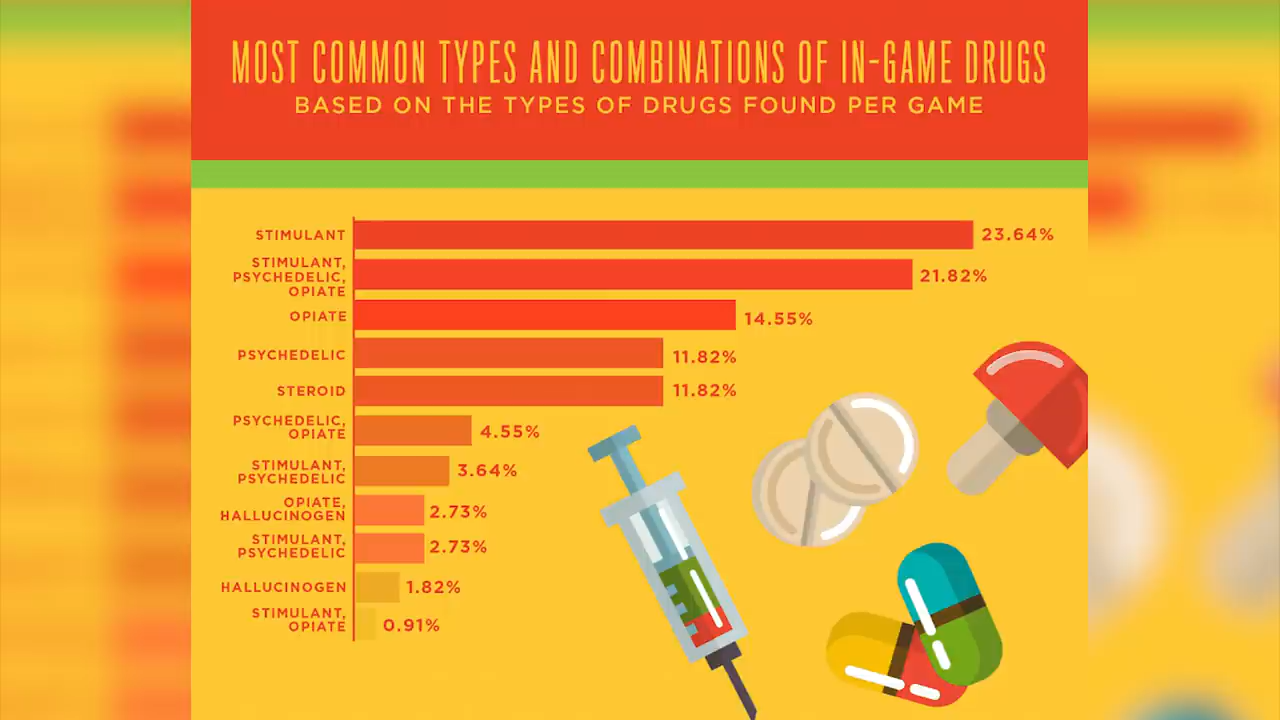 MOST COMMON TYPES AND COMBINATIONS OF IN-GAME DRUGS
BASED ON THE TYPES OF DRUGS FOUND PER GAME
STIMULANT
23.64%
STIMULANT,
PSYCHEDELIC,
OPIATE
21.82%
OPIATE
14.55%
PSYCHEDELIC
11.82%
STEROID
11.82%
PSYCHEDELIC,
OPIATE
4.55%
STIMULANT,
PSYCHEDELIC
3.64%
OPIATE,
HALLUCINOGEN
2.73%
STIMULANT,
PSYCHEDELIC
2.73%
HALLUCINOGEN
1.82%
STIMULANT,
OPIATE
0.91%